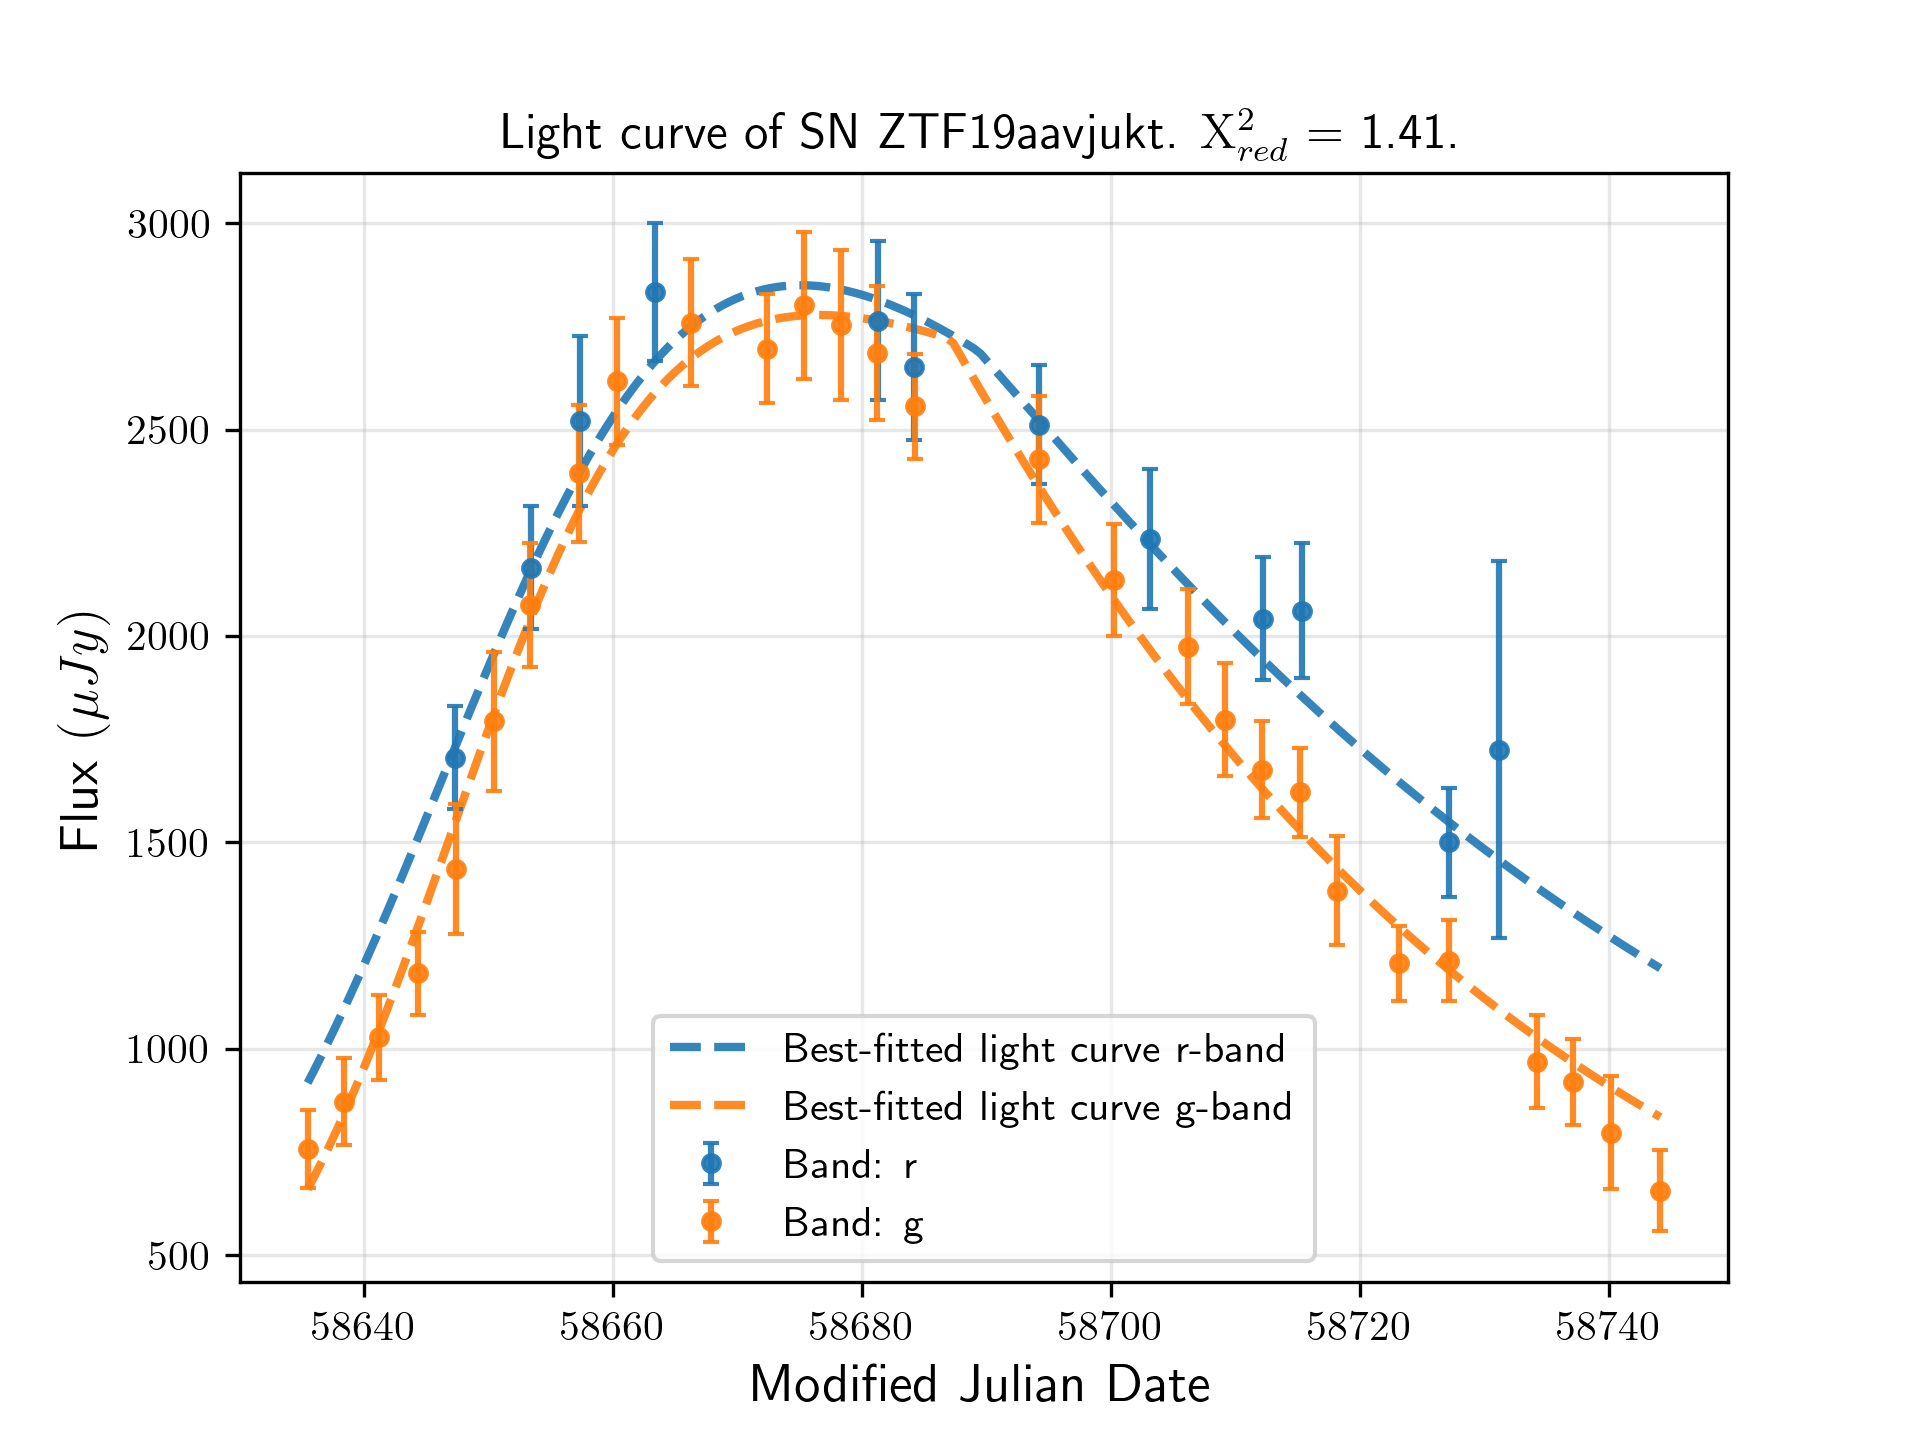 Light curve of SN ZTF19aavjukt. X²_red = 1.41.
3000
2500
2000
1500
1000
500
Flux (μJy)
58640 58660 58680 58700 58720 58740
Modified Julian Date
Best-fitted light curve r-band
Best-fitted light curve g-band
Band: r
Band: g